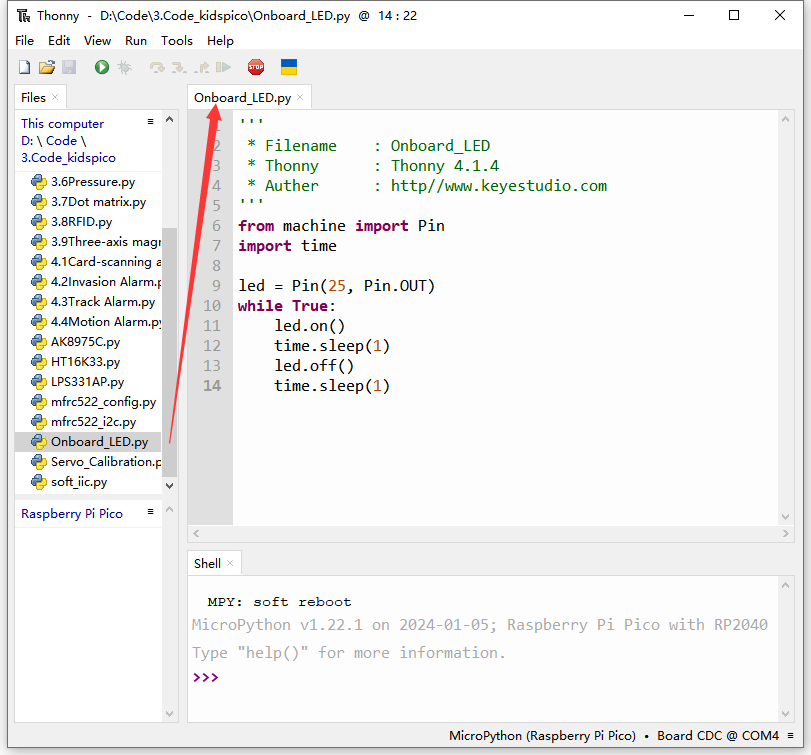 Thonny - D:\Code\3.Code_kidspico\Onboard_LED.py @ 14 : 22
File Edit View Run Tools Help
STOP
Files
This computer
D: \ Code \
3.Code_kidspico
3.6Pressure.py
3.7Dot matrix.py
3.8RFID.py
3.9Three-axis magr
4.1Card-scanning a
4.2Invasion Alarm.p
4.3Track Alarm.py
4.4Motion Alarm.py
AK8975C.py
HT16K33.py
LPS331AP.py
mfrc522_config.py
mfrc522_i2c.py
Onboard_LED.py
Servo_Calibration.p
soft_iic.py
Raspberry Pi Pico
Onboard_LED.py
1 '''
2 * Filename : Onboard_LED
3 * Thonny : Thonny 4.1.4
4 * Auther : http//www.keyestudio.com
5 '''
6 from machine import Pin
7 import time
8
9 led = Pin(25, Pin.OUT)
10 while True:
11 led.on()
12 time.sleep(1)
13 led.off()
14 time.sleep(1)
Shell
MPY: soft reboot
MicroPython v1.22.1 on 2024-01-05; Raspberry Pi Pico with RP2040
Type "help()" for more information.
>>>
MicroPython (Raspberry Pi Pico) • Board CDC @ COM4